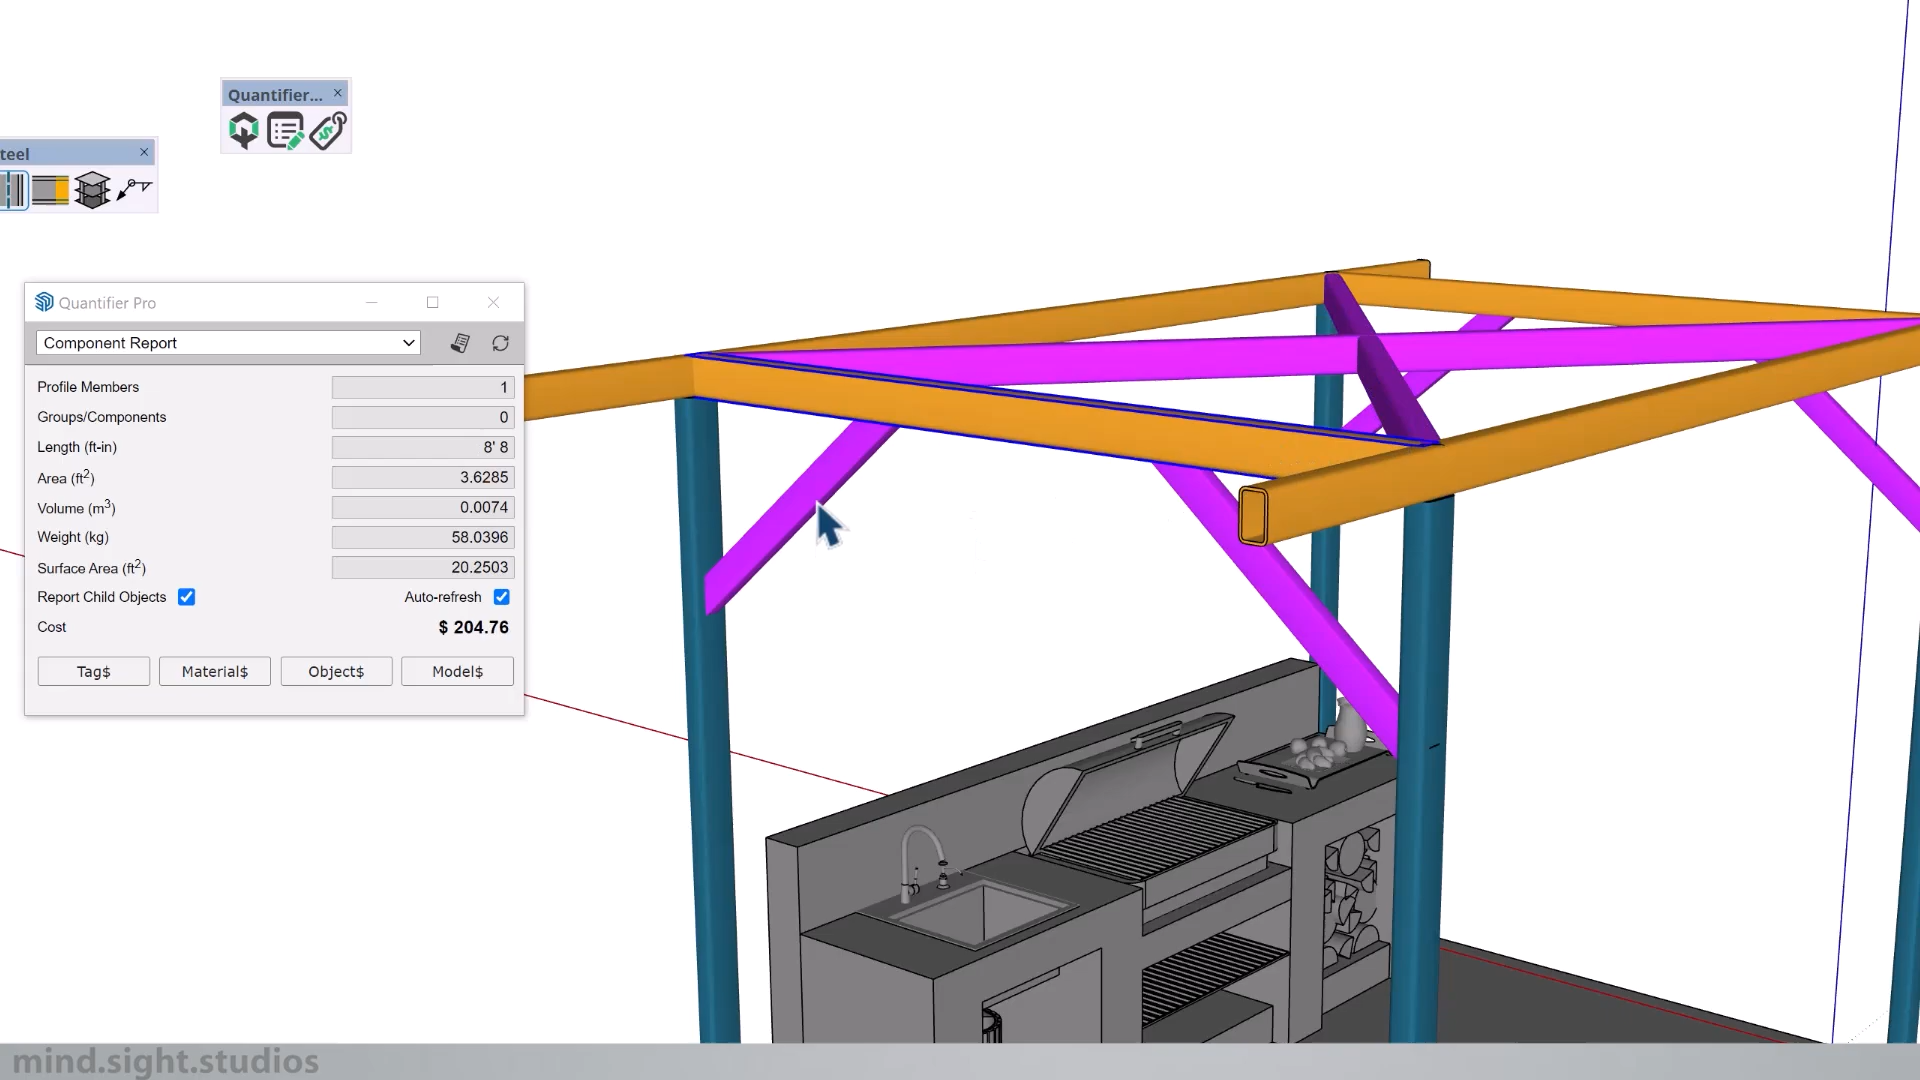 Quantifier...
teel
Quantifier Pro
Component Report
Profile Members 1
Groups/Components 0
Length (ft-in) 8' 8
Area (ft²) 3.6285
Volume (m³) 0.0074
Weight (kg) 58.0396
Surface Area (ft²) 20.2503
Report Child Objects Auto-refresh
Cost $ 204.76
Tag$ Material$ Object$ Model$
mind.sight.studios